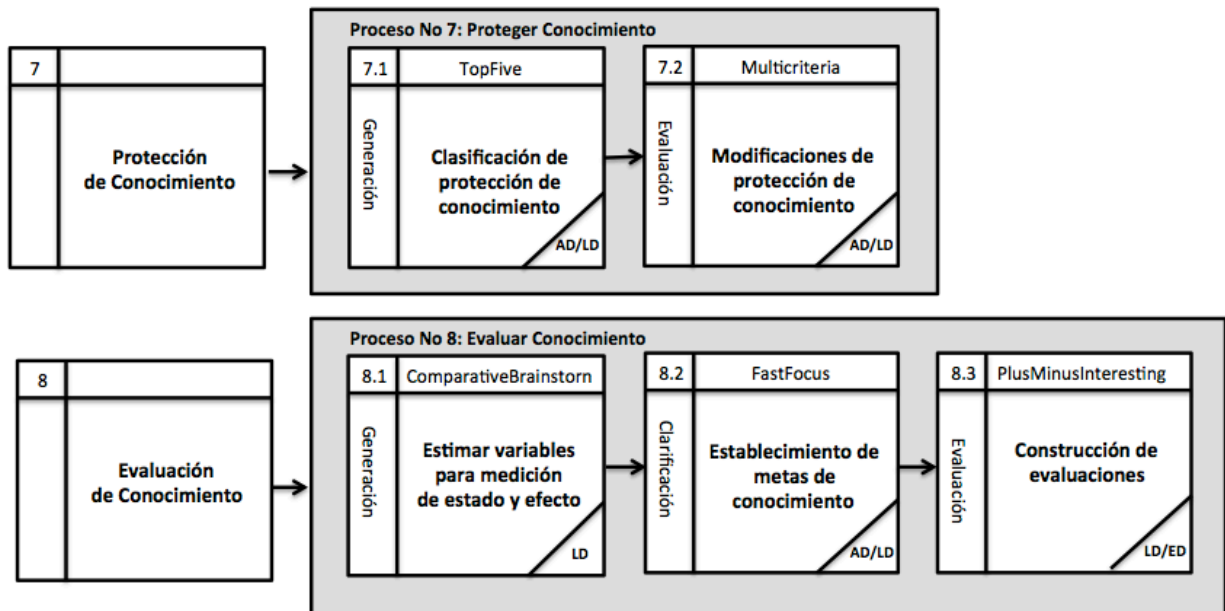 Proceso No 7: Proteger Conocimiento
7
Protección
de Conocimiento
7.1 TopFive
Generación
Clasificación de
protección de
conocimiento
AD/LD
7.2 Multicriteria
Evaluación
Modificaciones de
protección de
conocimiento
AD/LD
Proceso No 8: Evaluar Conocimiento
8
Evaluación
de Conocimiento
8.1 ComparativeBrainstorn
Generación
Estimar variables
para medición
de estado y efecto
LD
8.2 FastFocus
Clarificación
Establecimiento de
metas de
conocimiento
AD/LD
8.3 PlusMinusInteresting
Evaluación
Construcción de
evaluaciones
LD/ED